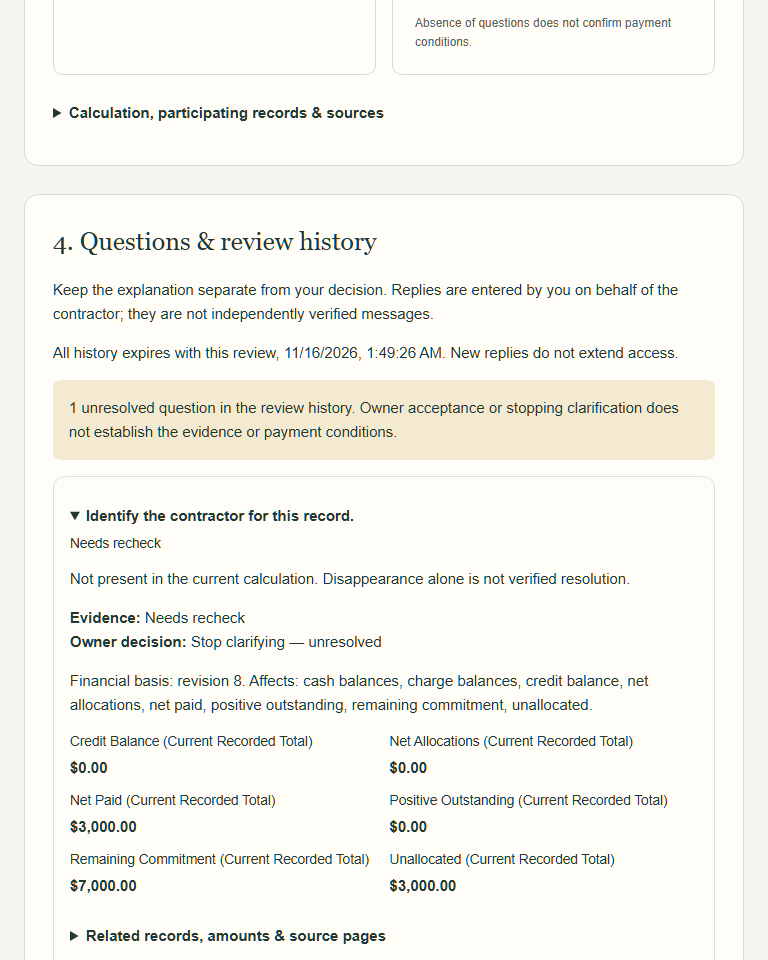 Absence of questions does not confirm payment
conditions.
▶ Calculation, participating records & sources
4. Questions & review history
Keep the explanation separate from your decision. Replies are entered by you on behalf of the
contractor; they are not independently verified messages.
All history expires with this review, 11/16/2026, 1:49:26 AM. New replies do not extend access.
1 unresolved question in the review history. Owner acceptance or stopping clarification does
not establish the evidence or payment conditions.
▼ Identify the contractor for this record.
Needs recheck
Not present in the current calculation. Disappearance alone is not verified resolution.
Evidence: Needs recheck
Owner decision: Stop clarifying — unresolved
Financial basis: revision 8. Affects: cash balances, charge balances, credit balance, net
allocations, net paid, positive outstanding, remaining commitment, unallocated.
Credit Balance (Current Recorded Total)
$0.00
Net Allocations (Current Recorded Total)
$0.00
Net Paid (Current Recorded Total)
$3,000.00
Positive Outstanding (Current Recorded Total)
$0.00
Remaining Commitment (Current Recorded Total)
$7,000.00
Unallocated (Current Recorded Total)
$3,000.00
▶ Related records, amounts & source pages